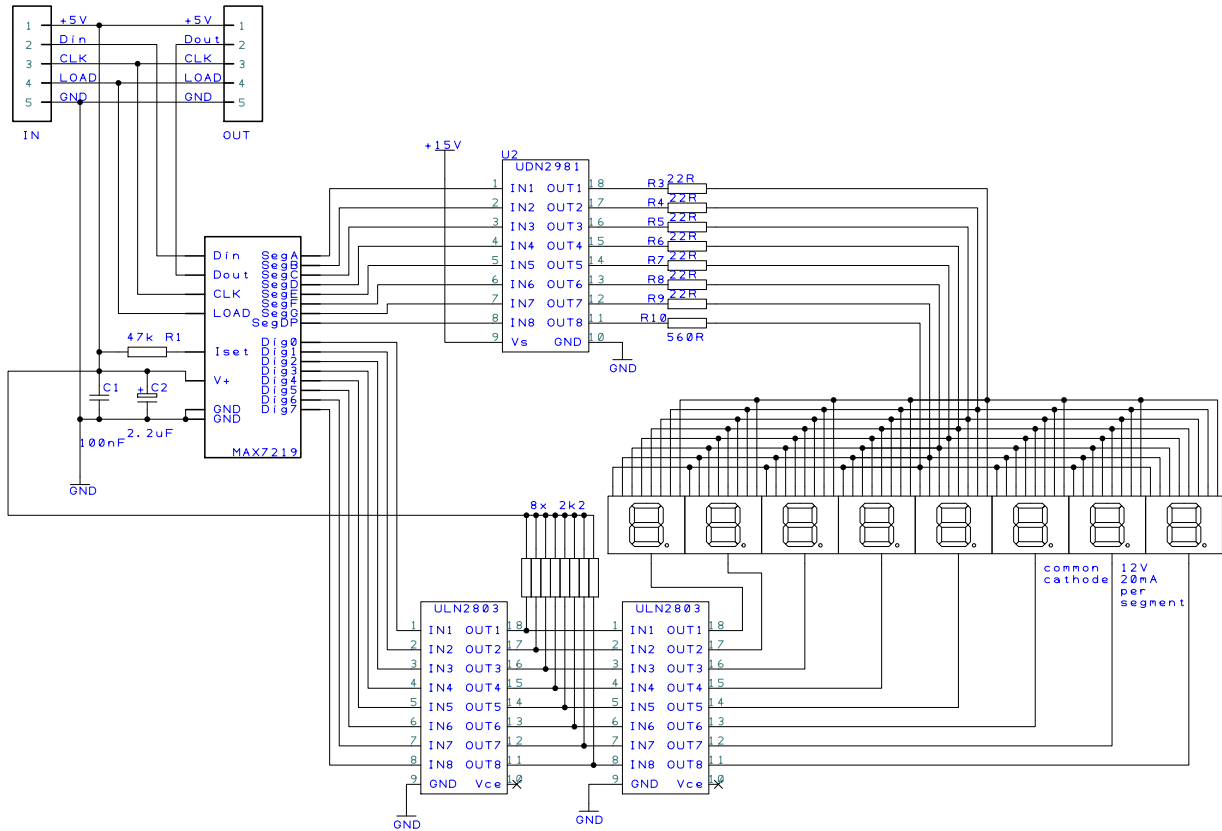 1 +5V +5V 1
2 Din Dout 2
3 CLK CLK 3
4 LOAD LOAD 4
5 GND GND 5
IN OUT
+15V
U2
UDN2981
1 IN1 OUT1 18 R3 22R
2 IN2 OUT2 17 R4 22R
3 IN3 OUT3 16 R5 22R
4 IN4 OUT4 15 R6 22R
5 IN5 OUT5 14 R7 22R
6 IN6 OUT6 13 R8 22R
7 IN7 OUT7 12 R9 22R
8 IN8 OUT8 11 R10 560R
9 Vs GND 10
GND
Din SegA
SegB
Dout SegC
SegD
CLK SegE
SegF
LOAD SegG
SegDP
47k R1
Iset
Dig0
Dig1
Dig2
Dig3
V+ Dig4
Dig5
Dig6
GND Dig7
GND
MAX7219
C1
+ C2
100nF
2.2uF
GND
8x 2k2
8.
8.
8.
8.
8.
8.
8.
8.
common
cathode
12V
20mA
per
segment
ULN2803
1 IN1 OUT1 18
2 IN2 OUT2 17
3 IN3 OUT3 16
4 IN4 OUT4 15
5 IN5 OUT5 14
6 IN6 OUT6 13
7 IN7 OUT7 12
8 IN8 OUT8 11
9 GND Vce 10
GND
ULN2803
1 IN1 OUT1 18
2 IN2 OUT2 17
3 IN3 OUT3 16
4 IN4 OUT4 15
5 IN5 OUT5 14
6 IN6 OUT6 13
7 IN7 OUT7 12
8 IN8 OUT8 11
9 GND Vce 10
GND